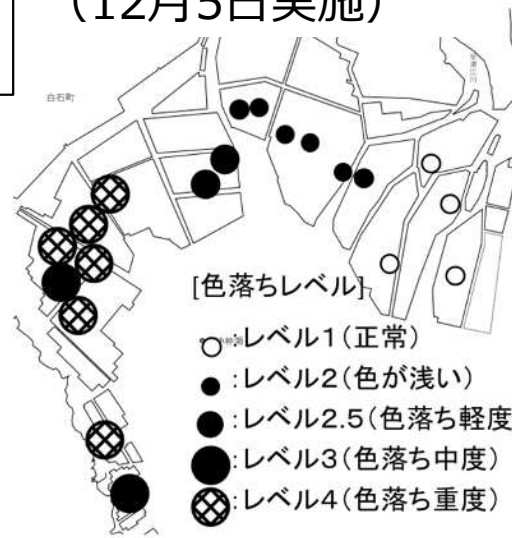 （12月5日実施）
白石町
[色落ちレベル]
:レベル1（正常）
:レベル2（色が浅い）
:レベル2.5（色落ち軽度
:レベル3（色落ち中度）
:レベル4（色落ち重度）